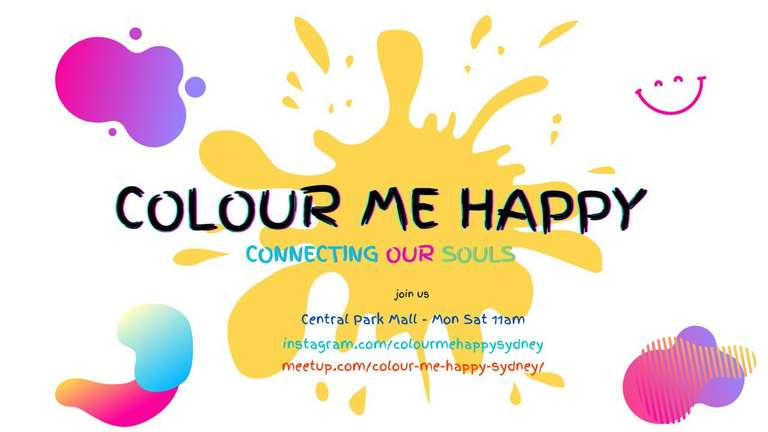 COLOUR ME HAPPY
CONNECTING OUR SOULS
join us
Central Park Mall - Mon Sat 11am
instagram.com/colourmehappysydney
meetup.com/colour-me-happy-sydney/